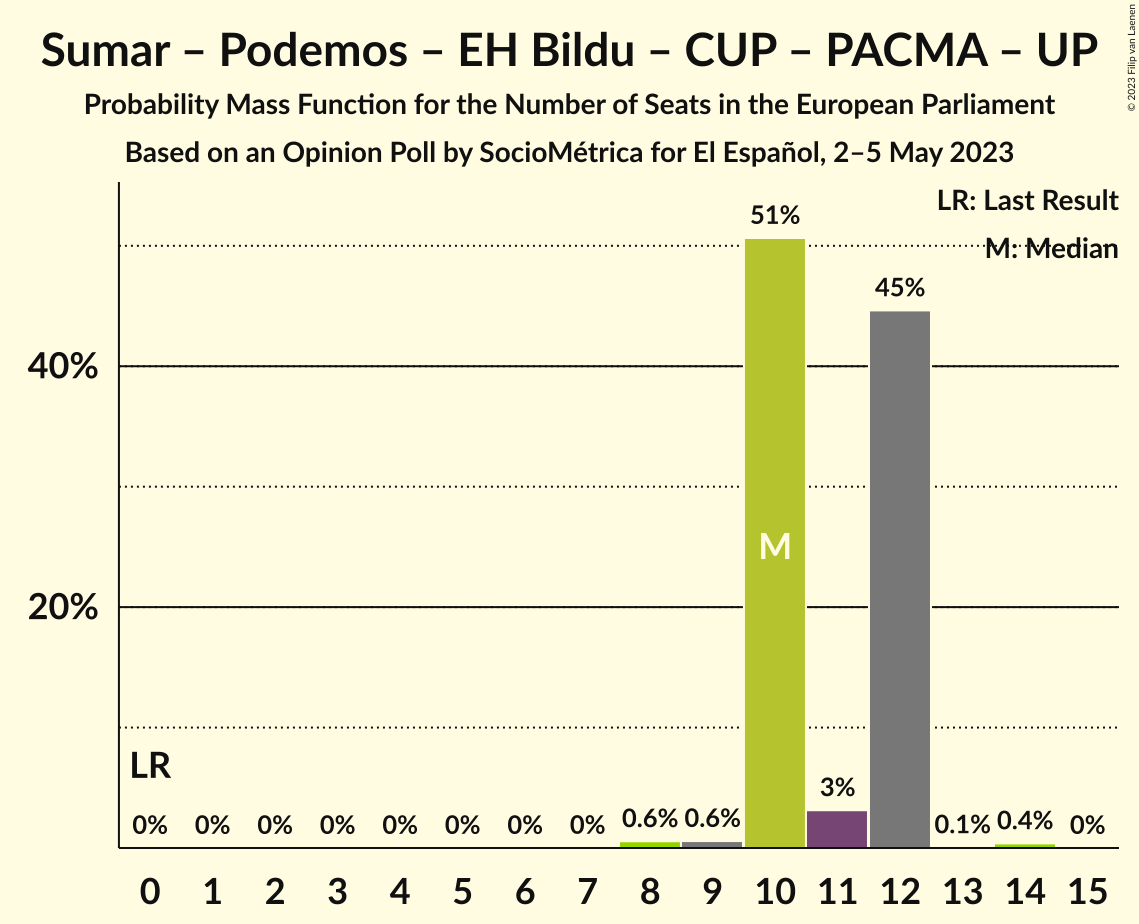 Sumar – Podemos – EH Bildu – CUP – PACMA – UP
Probability Mass Function for the Number of Seats in the European Parliament
Based on an Opinion Poll by SocioMétrica for El Español, 2–5 May 2023
© 2023 Filip van Laenen
LR: Last Result
M: Median
51%
45%
40%
M
20%
LR
3%
0% 0% 0% 0% 0% 0% 0% 0% 0.6% 0.6% 0.1% 0.4% 0%
0 1 2 3 4 5 6 7 8 9 10 11 12 13 14 15